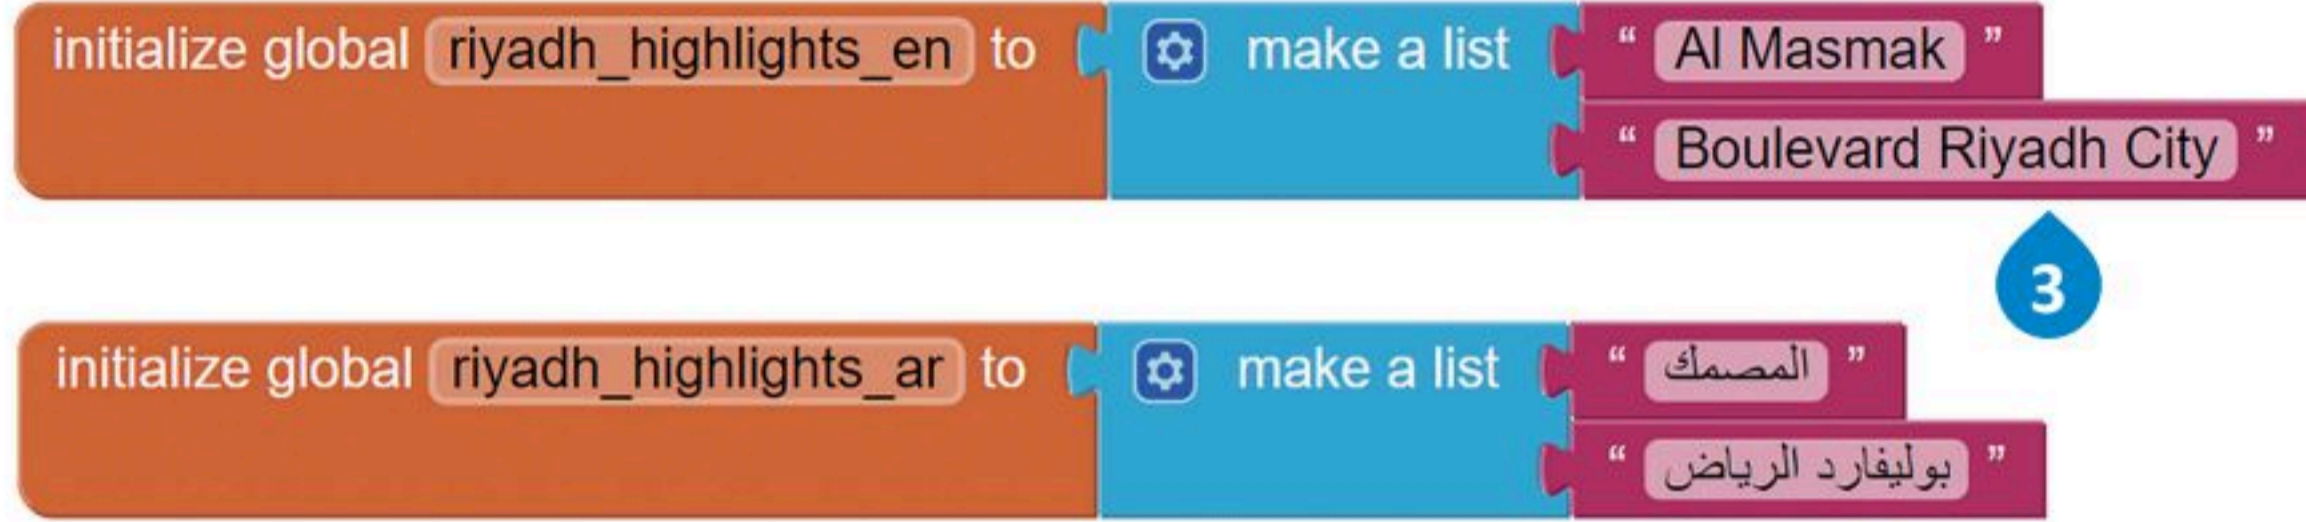 initialize global riyadh_highlights_en to make a list “ Al Masmak ”
“ Boulevard Riyadh City ”
3
initialize global riyadh_highlights_ar to make a list “ المصمك ”
“ بوليفارد الرياض ”